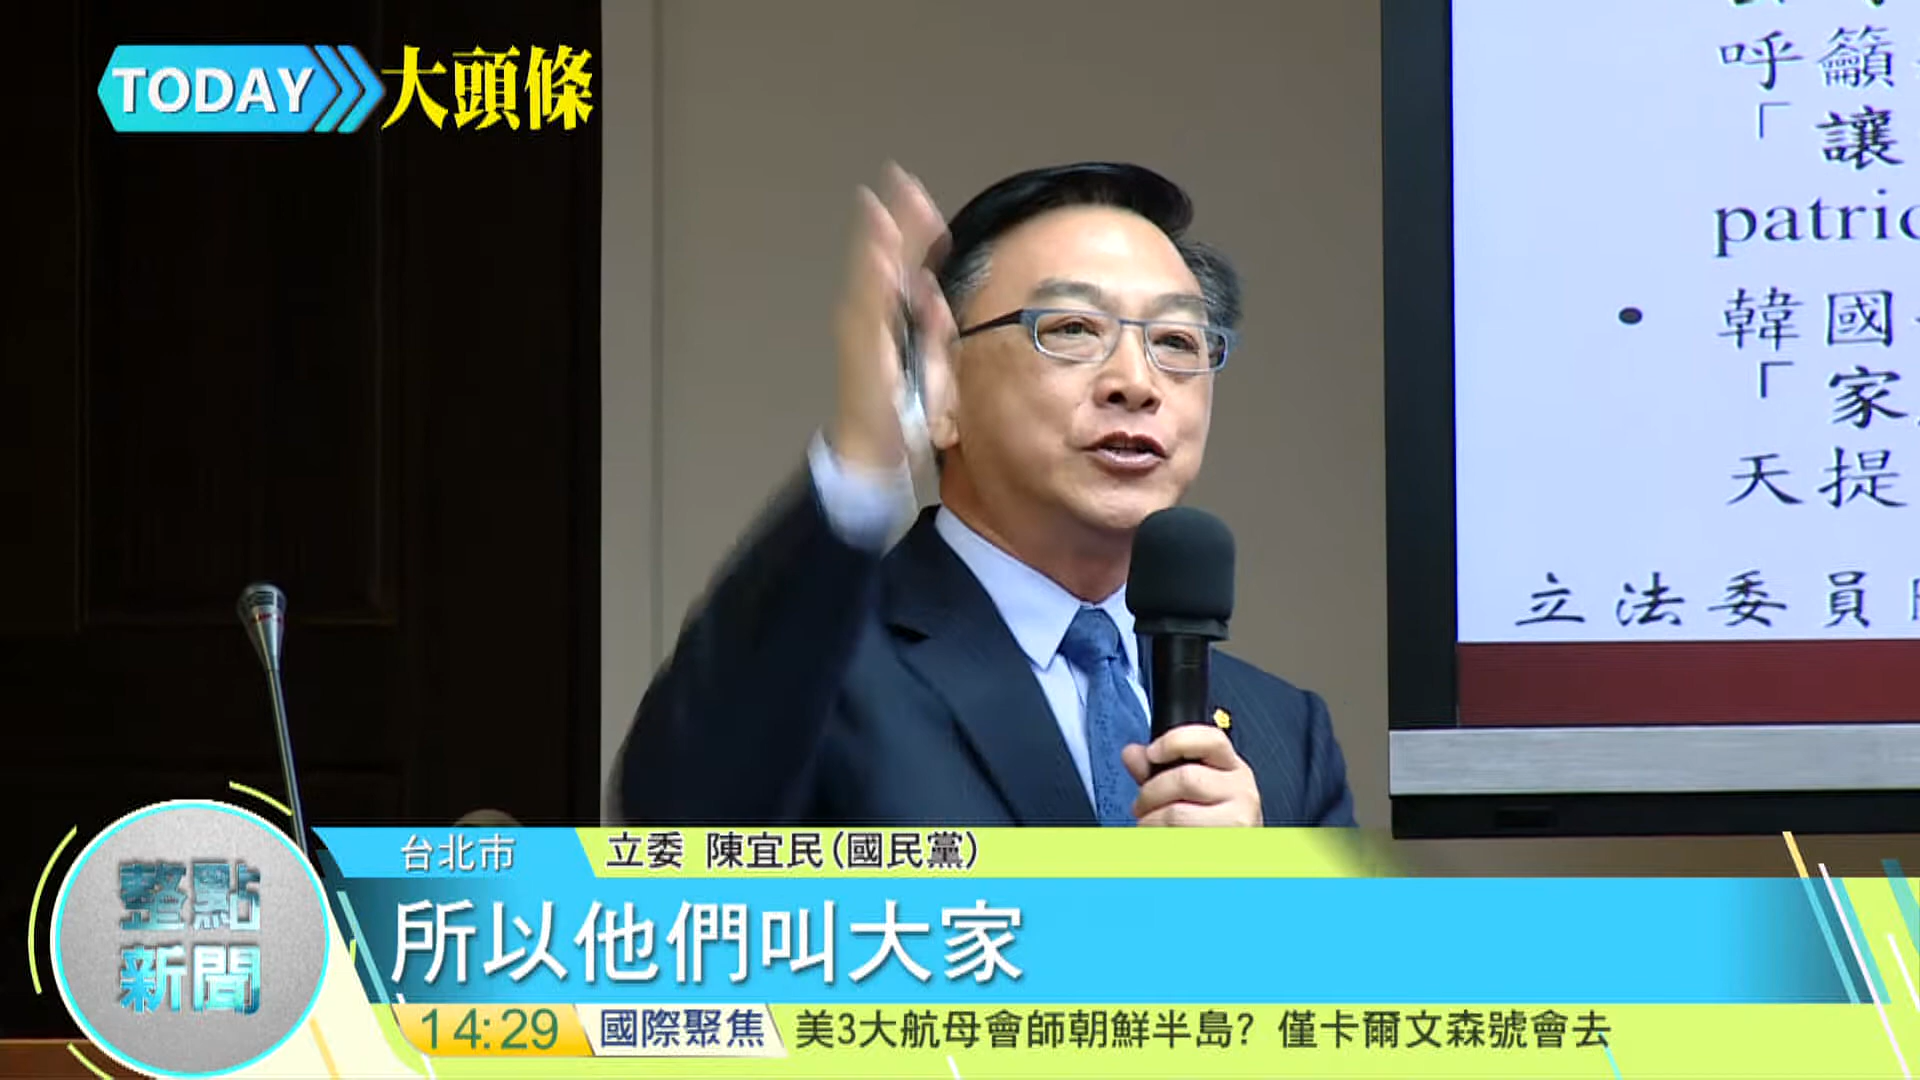 TODAY 大頭條
呼籲
「讓
patric
• 韓國
「家
天提
立法委員
台北市
立委 陳宜民(國民黨)
所以他們叫大家
整點
新聞
14:29
國際聚焦
美3大航母會師朝鮮半島? 僅卡爾文森號會去